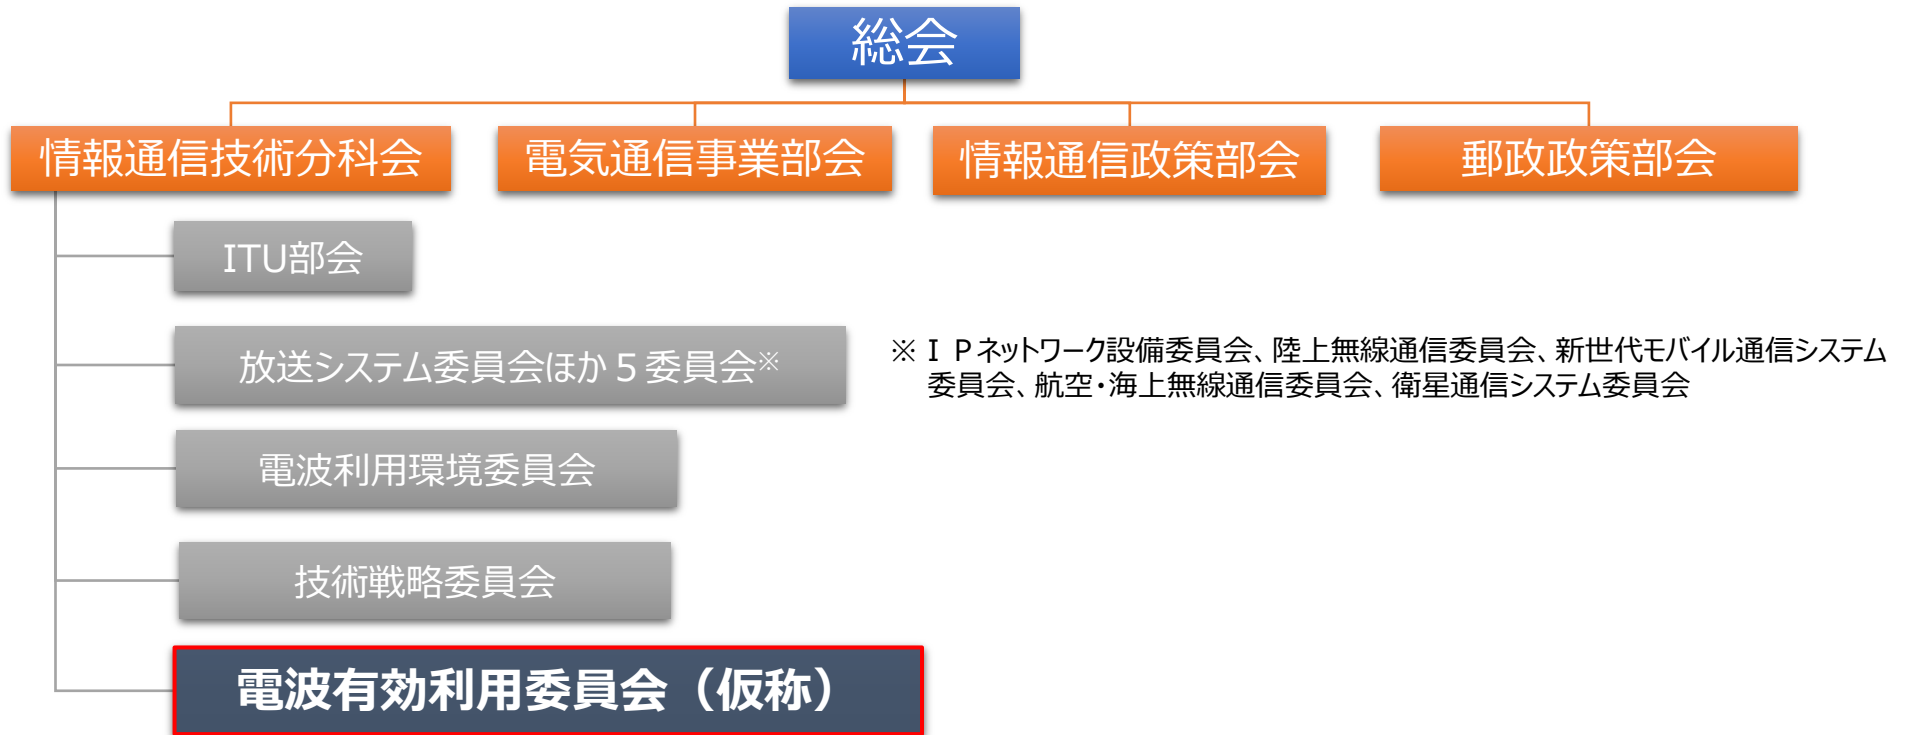 総会
情報通信技術分科会
電気通信事業部会
情報通信政策部会
郵政政策部会
ITU部会
放送システム委員会ほか５委員会※
※ＩＰネットワーク設備委員会、陸上無線通信委員会、新世代モバイル通信システム
委員会、航空・海上無線通信委員会、衛星通信システム委員会
電波利用環境委員会
技術戦略委員会
電波有効利用委員会（仮称）